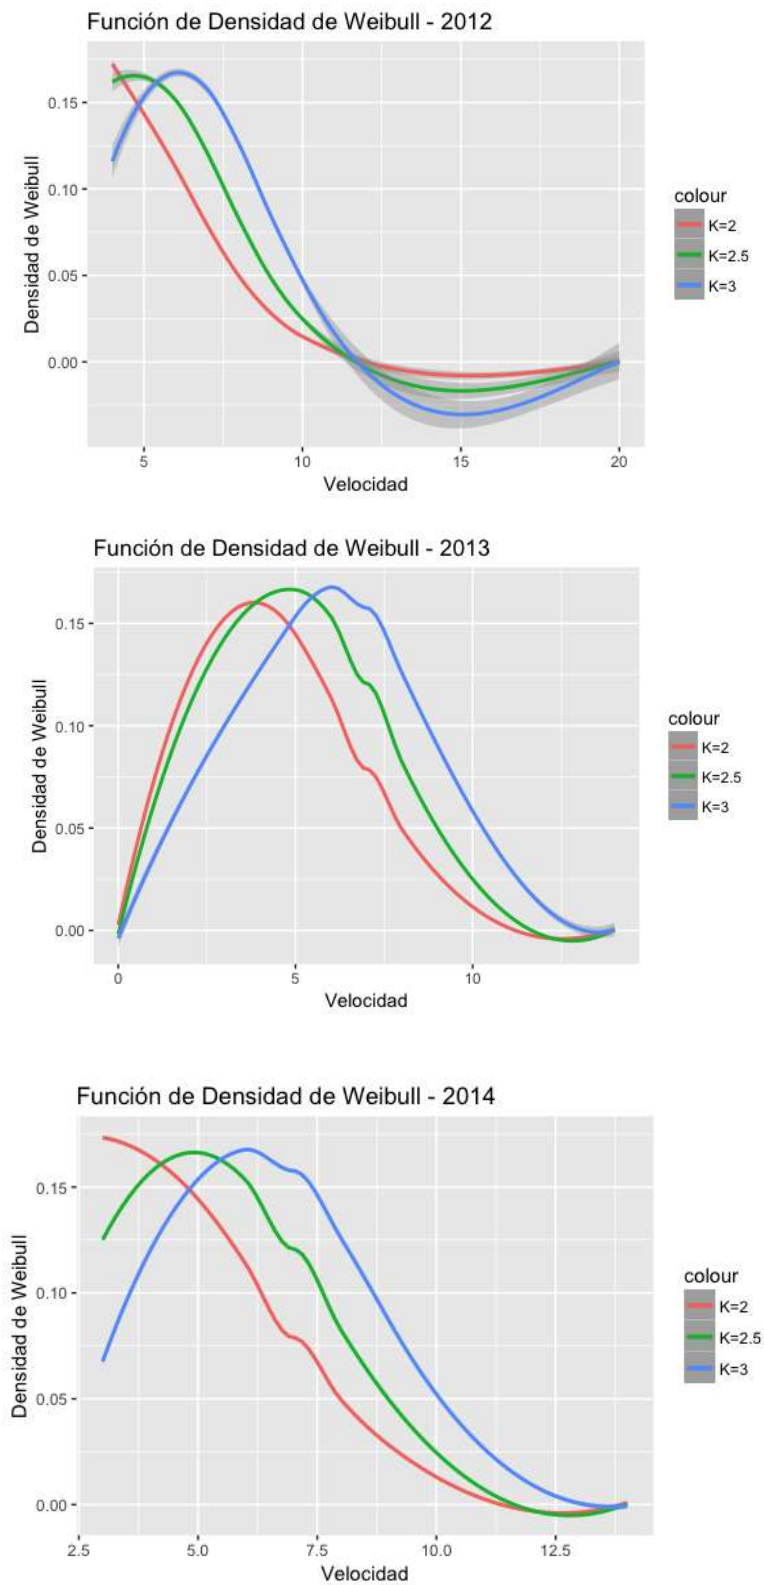 Función de Densidad de Weibull - 2012
Densidad de Weibull
0.15
0.10
0.05
0.00
5
10
15
20
Velocidad
colour
K=2
K=2.5
K=3
Función de Densidad de Weibull - 2013
Densidad de Weibull
0.15
0.10
0.05
0.00
0
5
10
Velocidad
colour
K=2
K=2.5
K=3
Función de Densidad de Weibull - 2014
Densidad de Weibull
0.15
0.10
0.05
0.00
2.5
5.0
7.5
10.0
12.5
Velocidad
colour
K=2
K=2.5
K=3